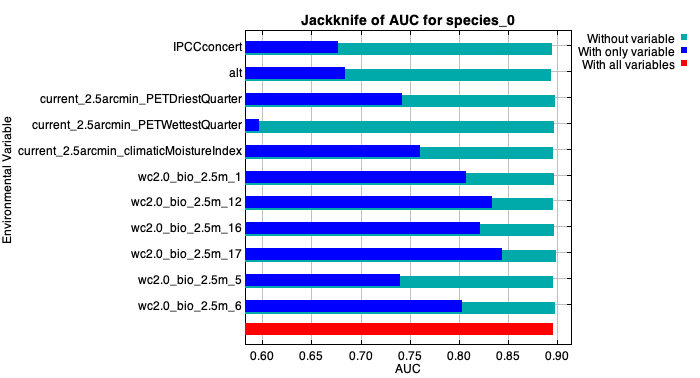 Jackknife of AUC for species_0
Without variable
With only variable
With all variables
Environmental Variable
IPCCconcert
alt
current_2.5arcmin_PETDriestQuarter
current_2.5arcmin_PETWettestQuarter
current_2.5arcmin_climaticMoistureIndex
wc2.0_bio_2.5m_1
wc2.0_bio_2.5m_12
wc2.0_bio_2.5m_16
wc2.0_bio_2.5m_17
wc2.0_bio_2.5m_5
wc2.0_bio_2.5m_6
0.60 0.65 0.70 0.75 0.80 0.85 0.90
AUC